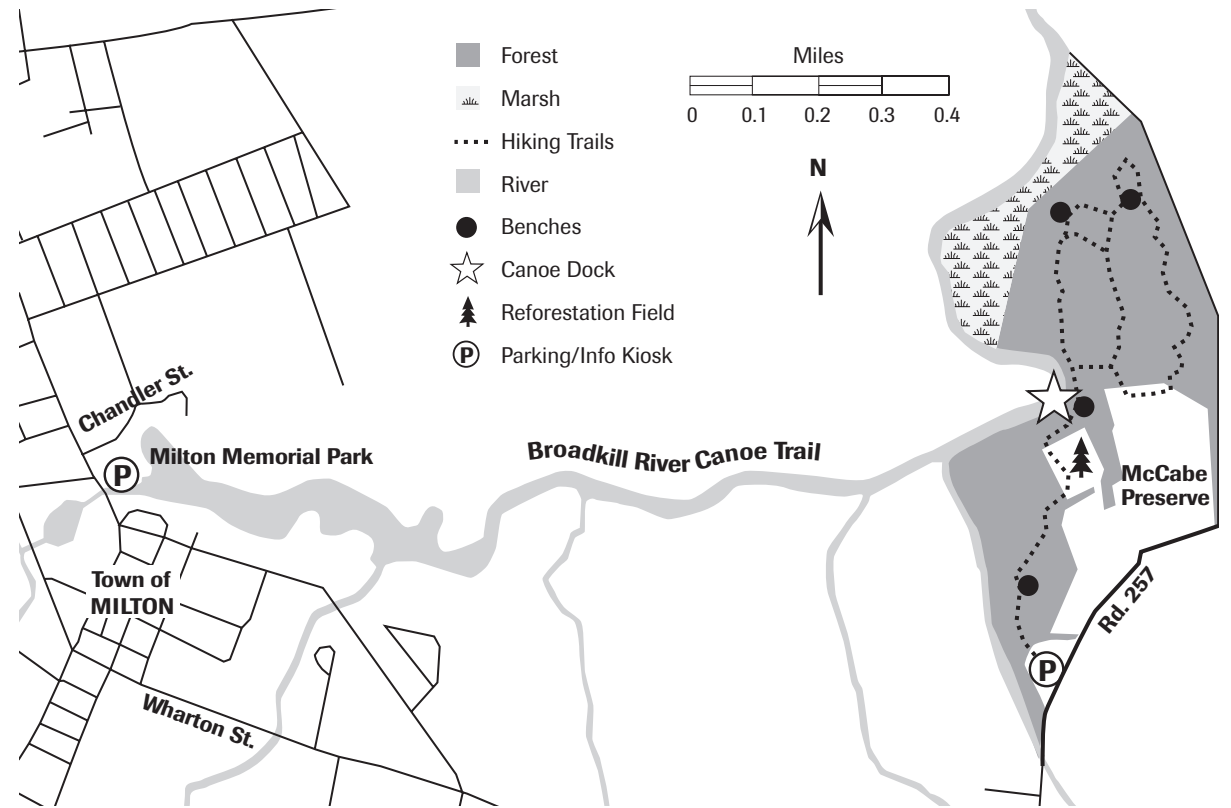 Forest
Marsh
Hiking Trails
River
Benches
Canoe Dock
Reforestation Field
P Parking/Info Kiosk
Miles
0 0.1 0.2 0.3 0.4
N
Chandler St.
P
Milton Memorial Park
Broadkill River Canoe Trail
McCabe
Preserve
Town of
MILTON
Rd. 257
P
Wharton St.